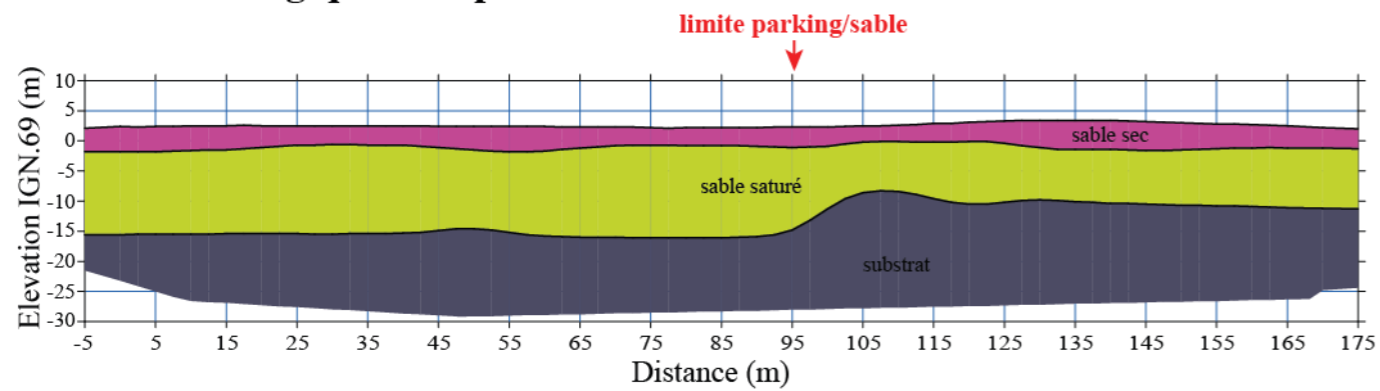 limite parking/sable
Elevation IGN.69 (m)
10
5
0
-5
-10
-15
-20
-25
-30
sable sec
sable saturé
substrat
-5 5 15 25 35 45 55 65 75 85 95 105 115 125 135 145 155 165 175
Distance (m)